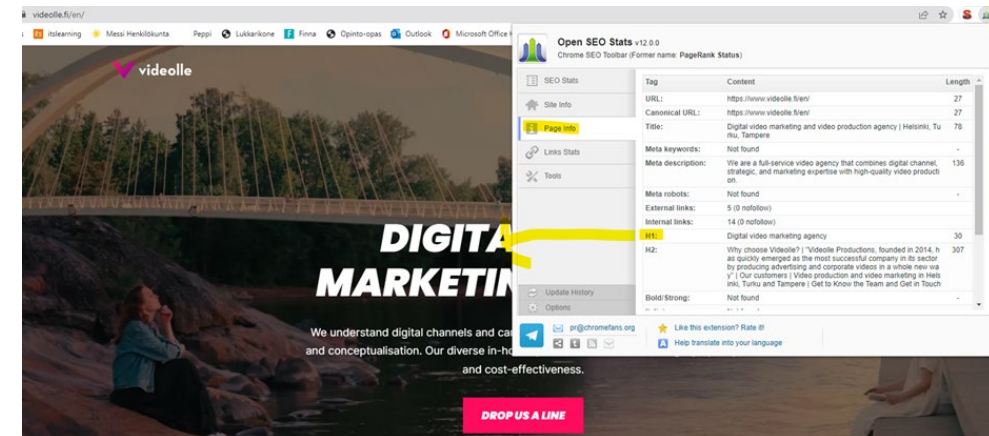 videolle.fi/en/
itslearning Messi Henkilökunta Peppi Lukkarikone Finna Opinto-opas Outlook Microsoft Office
videolle
DIGITA
MARKETIN
We understand digital channels and ca
and conceptualisation. Our diverse in-ho
and cost-effectiveness.
DROP US A LINE
Open SEO Stats v12.0.0
Chrome SEO Toolbar (Former name: PageRank Status)
SEO Stats
Site Info
Page Info
Links Stats
Tools
Update History
Options
Tag Content Length
URL: https://www.videolle.fi/en/ 27
Canonical URL: https://www.videolle.fi/en/ 27
Title: Digital video marketing and video production agency | Helsinki, Tu 78
rku, Tampere
Meta keywords: Not found -
Meta description: We are a full-service video agency that combines digital channel, 136
strategic, and marketing expertise with high-quality video producti
on.
Meta robots: Not found -
External links: 5 (0 nofollow)
Internal links: 14 (0 nofollow)
H1: Digital video marketing agency 30
H2: Why choose Videolle? | "Videolle Productions, founded in 2014, h 307
as quickly emerged as the most successful company in its sector
by producing advertising and corporate videos in a whole new wa
y" | Our customers | Video production and video marketing in Hels
inki, Turku and Tampere | Get to Know the Team and Get in Touch
Bold/Strong: Not found -
pr@chromefans.org
Like this extension? Rate it!
Help translate into your language